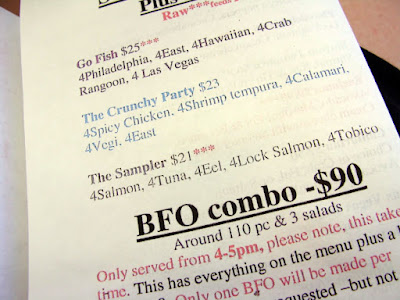 Plus
Raw***feeds
Go Fish $25***
4Philadelphia, 4East, 4Hawaiian, 4Crab
Rangoon, 4 Las Vegas
The Crunchy Party $23
4Spicy Chicken. 4Shrimp tempura, 4Calamari.
4Vegi. 4East
The Sampler $21***
4Salmon, 4Tuna, 4Eel, 4Lock Salmon, 4Tobico
BFO combo -$90
Around 110 pc & 3 salads
Only served from 4-5pm, please note, this take
time. This has everything on the menu plus a l
Only one BFO will be made per
quested –but not